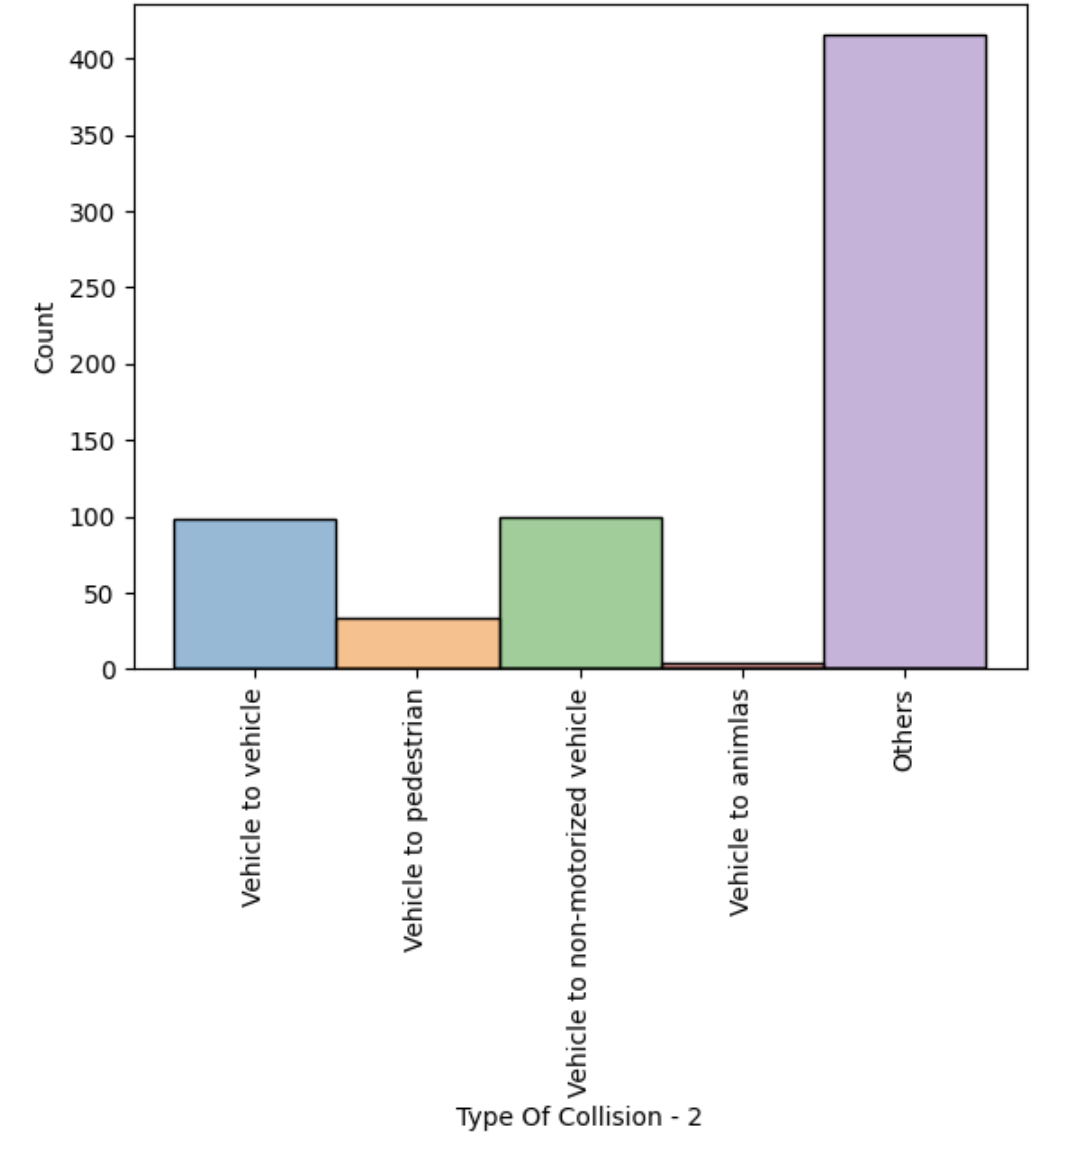 400
350
300
250
200
150
100
50
0
Count
Vehicle to vehicle
Vehicle to pedestrian
Vehicle to non-motorized vehicle
Vehicle to animlas
Others
Type Of Collision - 2